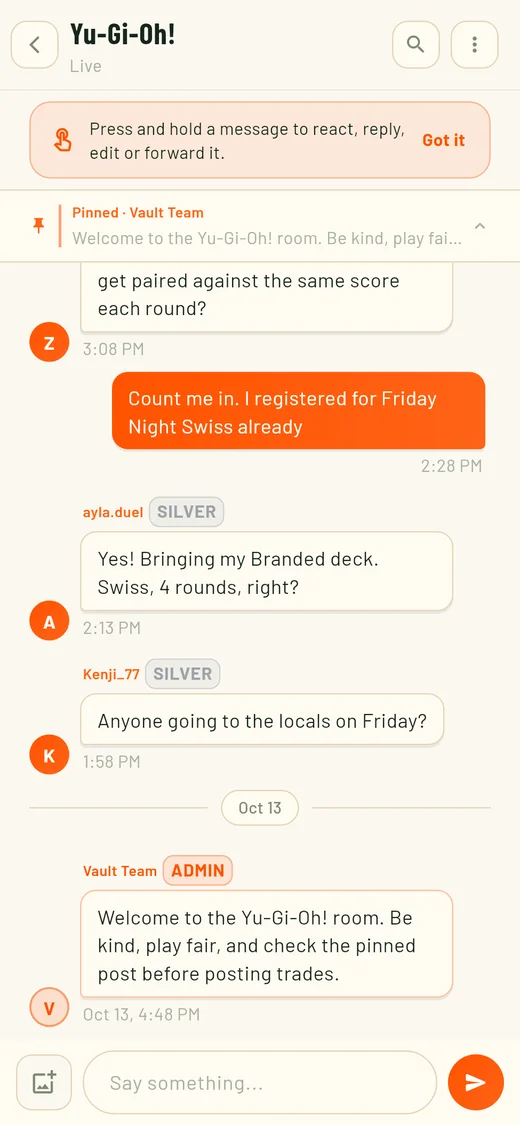 Yu-Gi-Oh!
Live
Press and hold a message to react, reply,
edit or forward it.
Got it
Pinned · Vault Team
Welcome to the Yu-Gi-Oh! room. Be kind, play fai...
get paired against the same score
each round?
Z
3:08 PM
Count me in. I registered for Friday
Night Swiss already
2:28 PM
ayla.duel SILVER
Yes! Bringing my Branded deck.
Swiss, 4 rounds, right?
A
2:13 PM
Kenji_77 SILVER
Anyone going to the locals on Friday?
K
1:58 PM
Oct 13
Vault Team ADMIN
Welcome to the Yu-Gi-Oh! room. Be
kind, play fair, and check the pinned
post before posting trades.
V
Oct 13, 4:48 PM
Say something...